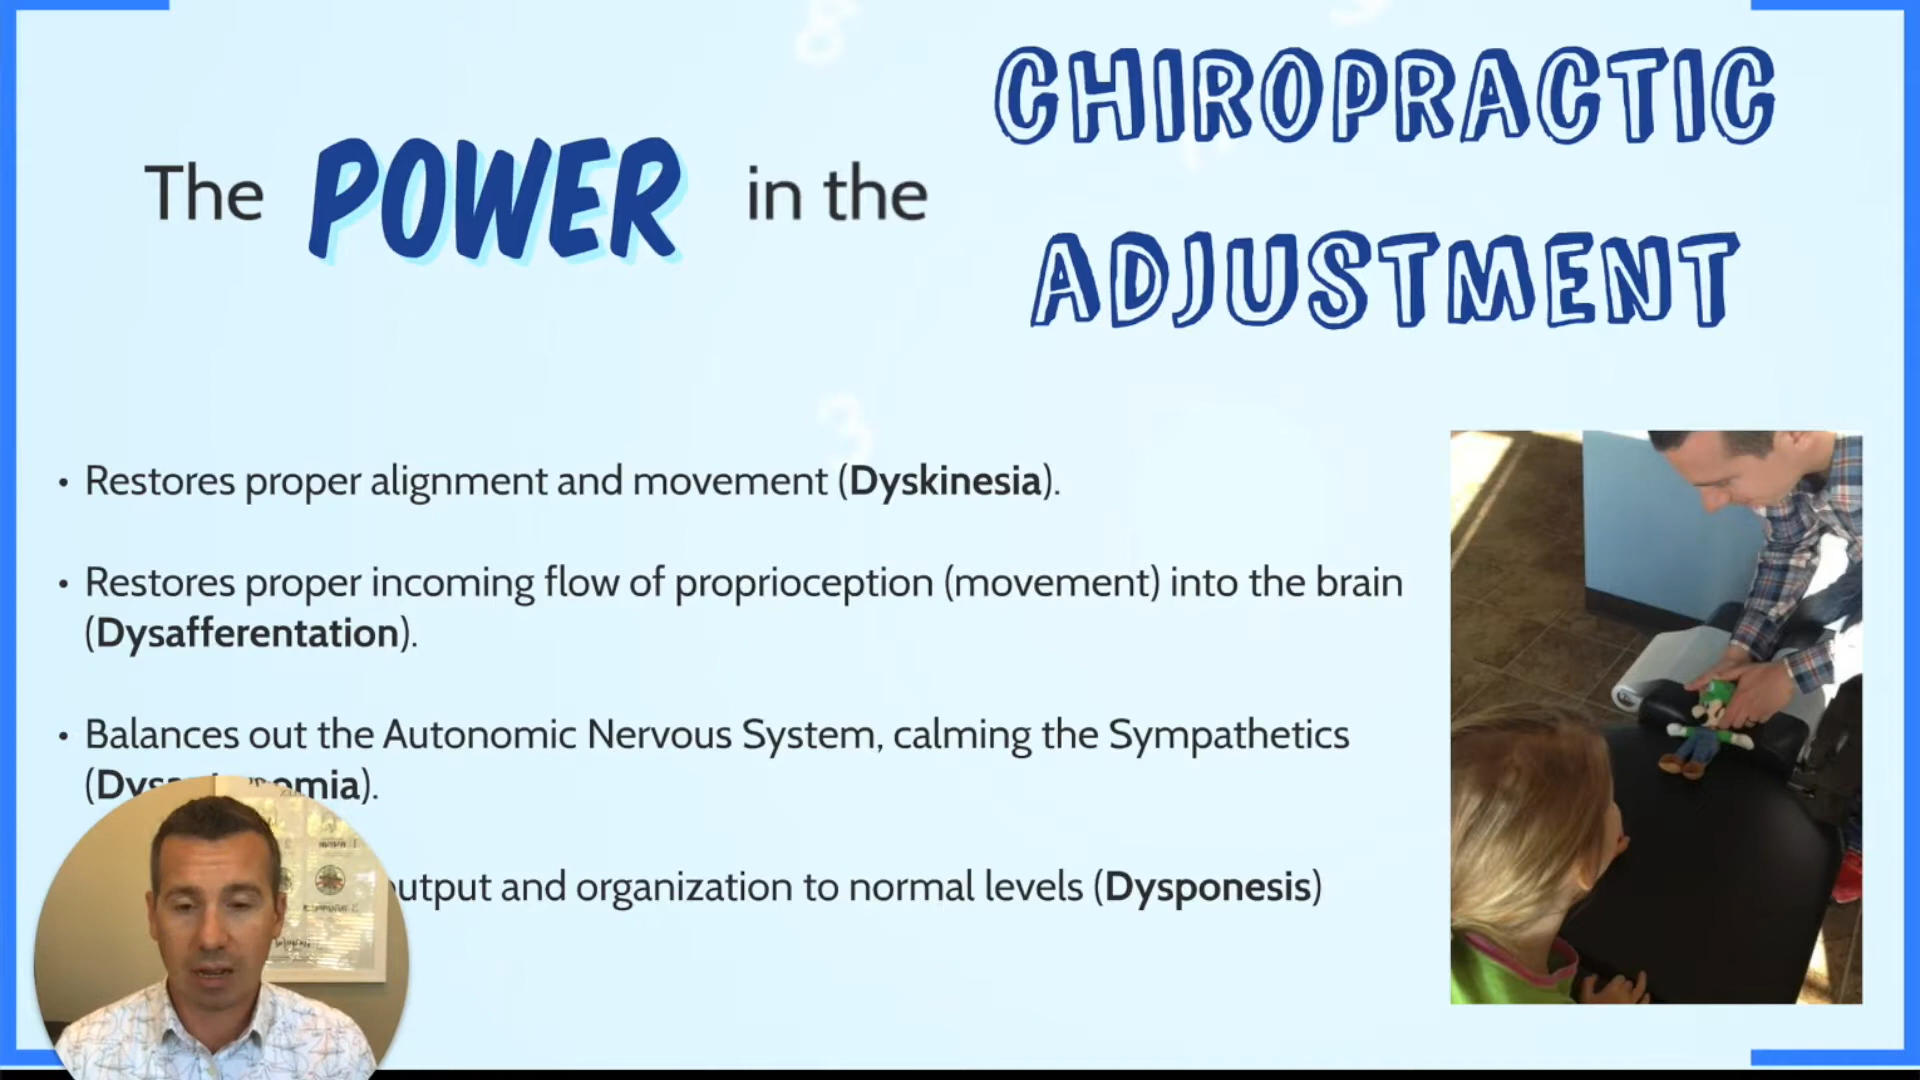 The POWER in the CHIROPRACTIC ADJUSTMENT
• Restores proper alignment and movement (Dyskinesia).
• Restores proper incoming flow of proprioception (movement) into the brain
(Dysafferentation).
• Balances out the Autonomic Nervous System, calming the Sympathetics
and organization to normal levels (Dysponesis)